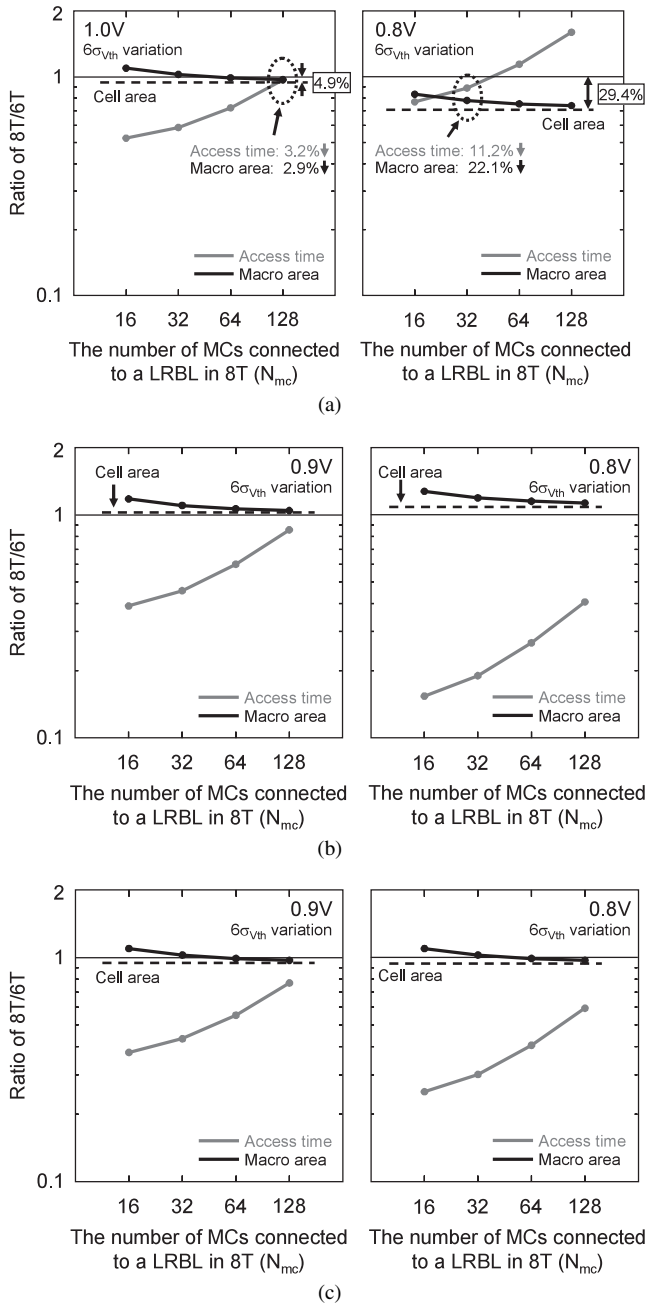 2
1
0.1
Ratio of 8T/6T
1.0V
6σVth variation
Cell area
4.9%
Access time: 3.2%
Macro area: 2.9%
Access time
Macro area
16 32 64 128
The number of MCs connected
to a LRBL in 8T (Nmc)
0.8V
6σVth variation
29.4%
Cell area
Access time: 11.2%
Macro area: 22.1%
Access time
Macro area
16 32 64 128
The number of MCs connected
to a LRBL in 8T (Nmc)
(a)
2
1
0.1
Ratio of 8T/6T
Cell area
0.9V
6σVth variation
Access time
Macro area
16 32 64 128
The number of MCs connected
to a LRBL in 8T (Nmc)
Cell area
0.8V
6σVth variation
Access time
Macro area
16 32 64 128
The number of MCs connected
to a LRBL in 8T (Nmc)
(b)
2
1
0.1
Ratio of 8T/6T
0.9V
6σVth variation
Cell area
Access time
Macro area
16 32 64 128
The number of MCs connected
to a LRBL in 8T (Nmc)
0.8V
6σVth variation
Cell area
Access time
Macro area
16 32 64 128
The number of MCs connected
to a LRBL in 8T (Nmc)
(c)